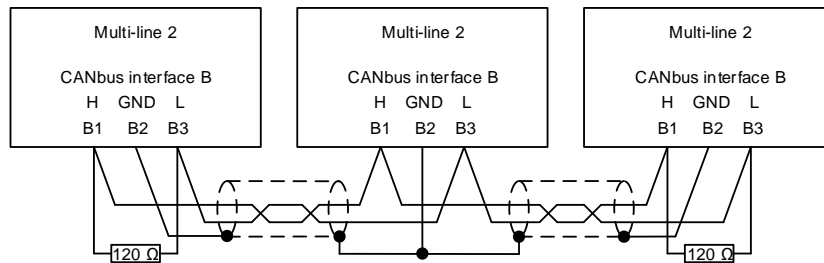 Multi-line 2 Multi-line 2 Multi-line 2
CANbus interface B CANbus interface B CANbus interface B
H GND L H GND L H GND L
B1 B2 B3 B1 B2 B3 B1 B2 B3
120 Ω 120 Ω